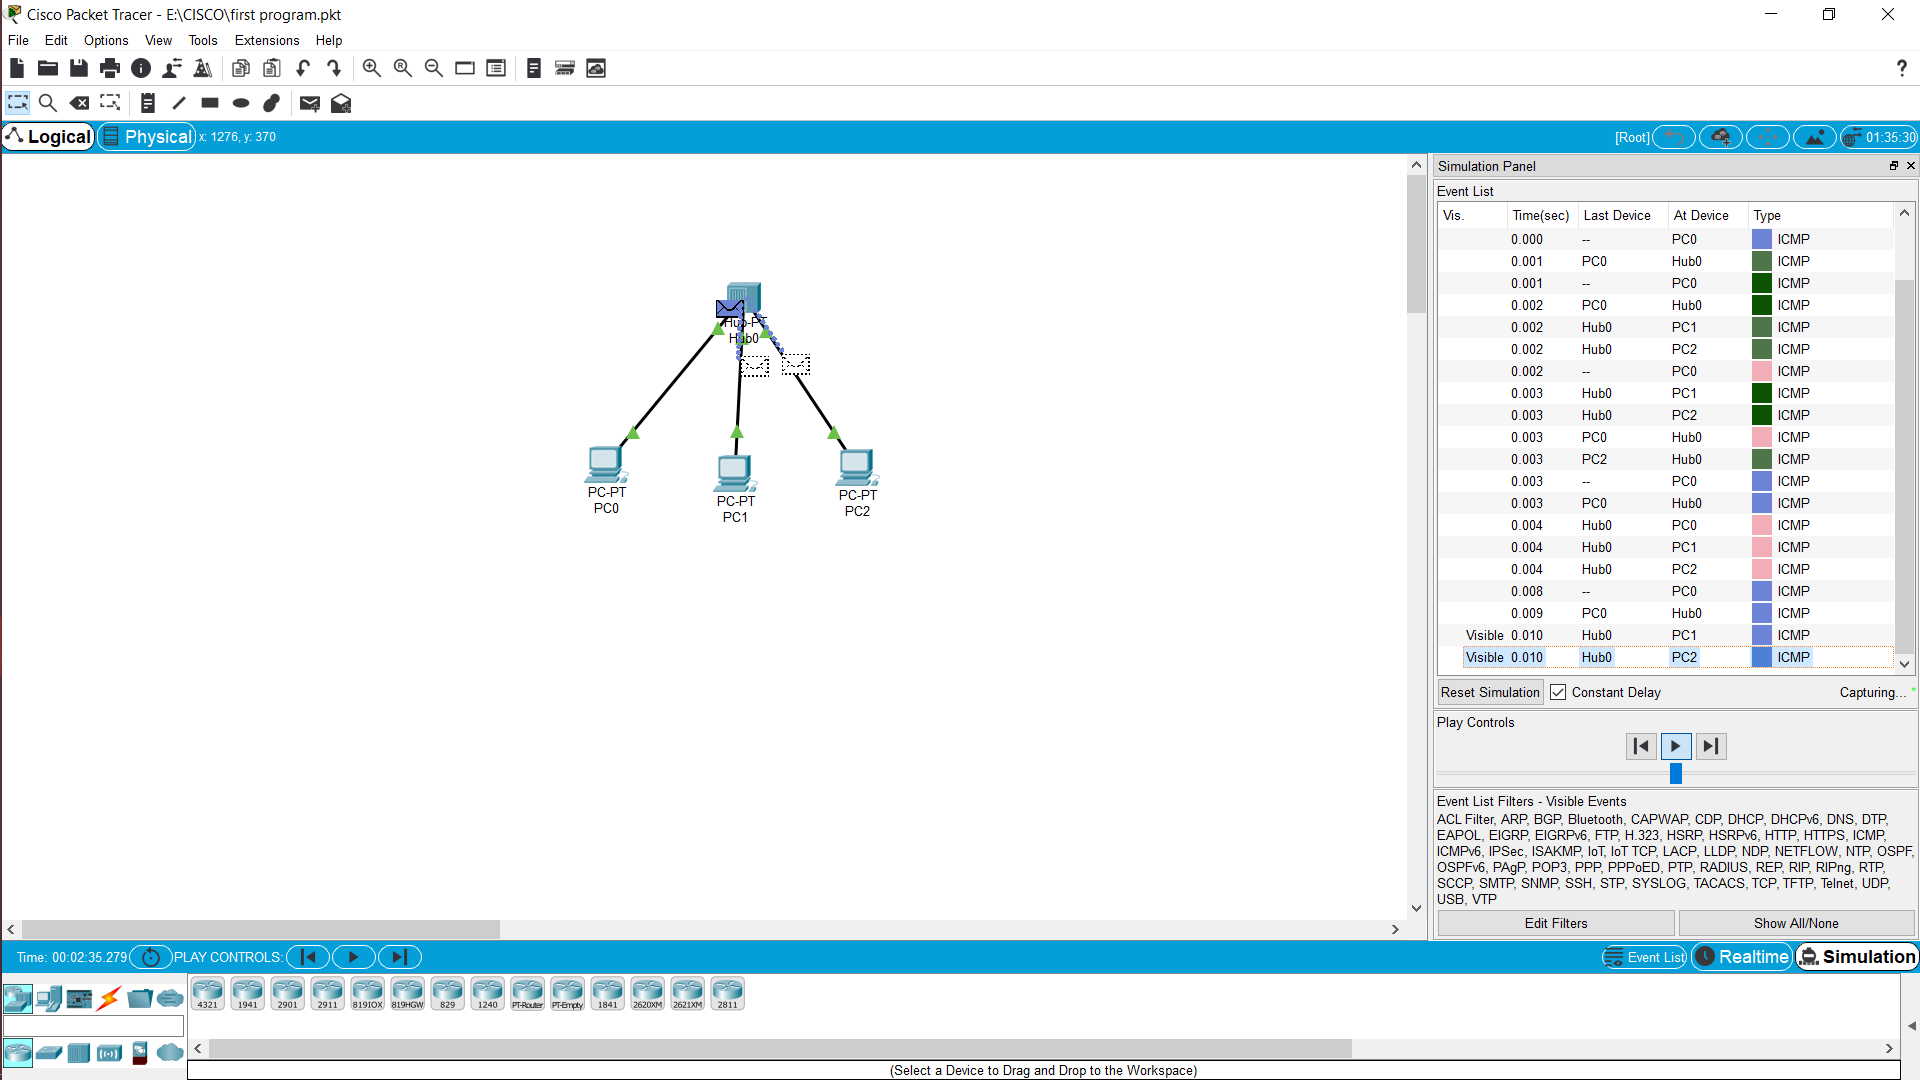 Cisco Packet Tracer - E:\CISCO\first program.pkt
File Edit Options View Tools Extensions Help
?
Logical Physical x: 1276, y: 370 [Root] 01:35:30
Simulation Panel
Event List
Vis. Time(sec) Last Device At Device Type
0.000 -- PC0 ICMP
0.001 PC0 Hub0 ICMP
0.001 -- PC0 ICMP
0.002 PC0 Hub0 ICMP
0.002 Hub0 PC1 ICMP
0.002 Hub0 PC2 ICMP
0.002 -- PC0 ICMP
0.003 Hub0 PC1 ICMP
0.003 Hub0 PC2 ICMP
0.003 PC0 Hub0 ICMP
0.003 PC2 Hub0 ICMP
0.003 -- PC0 ICMP
0.003 PC0 Hub0 ICMP
0.004 Hub0 PC0 ICMP
0.004 Hub0 PC1 ICMP
0.004 Hub0 PC2 ICMP
0.008 -- PC0 ICMP
0.009 PC0 Hub0 ICMP
Visible 0.010 Hub0 PC1 ICMP
Visible 0.010 Hub0 PC2 ICMP
Reset Simulation Constant Delay Capturing...
Play Controls
Event List Filters - Visible Events
ACL Filter, ARP, BGP, Bluetooth, CAPWAP, CDP, DHCP, DHCPv6, DNS, DTP,
EAPOL, EIGRP, EIGRPv6, FTP, H.323, HSRP, HSRPv6, HTTP, HTTPS, ICMP,
ICMPv6, IPSec, ISAKMP, IoT, IoT TCP, LACP, LLDP, NDP, NETFLOW, NTP, OSPF,
OSPFv6, PAgP, POP3, PPP, PPPoED, PTP, RADIUS, REP, RIP, RIPng, RTP,
SCCP, SMTP, SNMP, SSH, STP, SYSLOG, TACACS, TCP, TFTP, Telnet, UDP,
USB, VTP
Edit Filters Show All/None
Hub-PT
Hub0
PC-PT
PC0
PC-PT
PC1
PC-PT
PC2
Time: 00:02:35.279 PLAY CONTROLS: Event List Realtime Simulation
4321 1941 2901 2911 819IOX 819HGW 829 1240 PT-Router PT-Empty 1841 2620XM 2621XM 2811
(Select a Device to Drag and Drop to the Workspace)